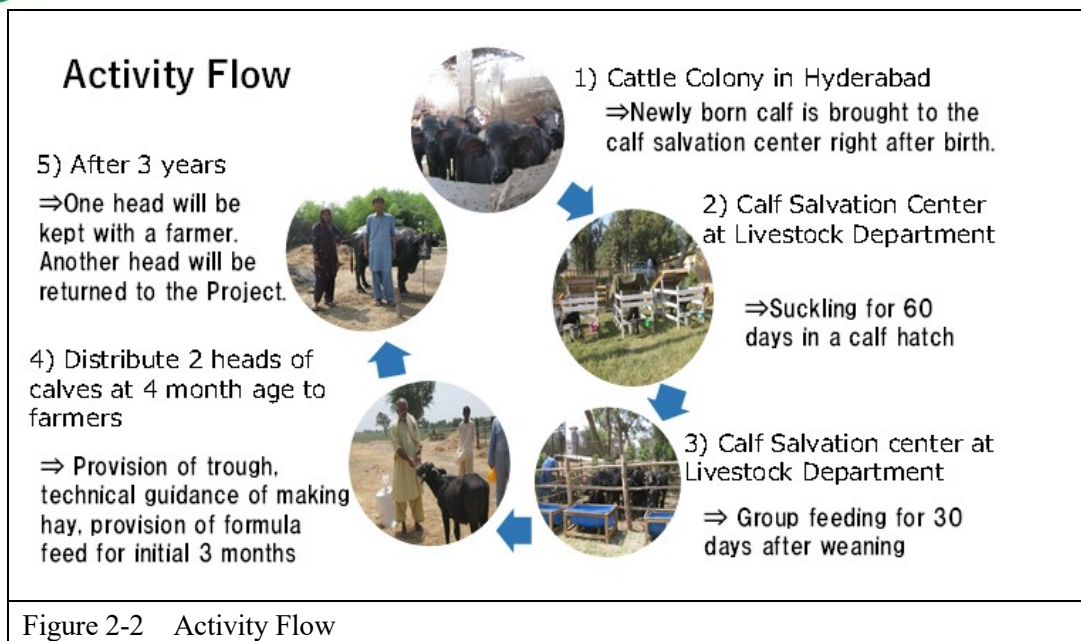 Activity Flow
1) Cattle Colony in Hyderabad
⇒Newly born calf is brought to the
calf salvation center right after birth.
2) Calf Salvation Center
at Livestock Department
⇒Suckling for 60
days in a calf hatch
3) Calf Salvation center at
Livestock Department
⇒ Group feeding for 30
days after weaning
4) Distribute 2 heads of
calves at 4 month age to
farmers
⇒ Provision of trough,
technical guidance of making
hay, provision of formula
feed for initial 3 months
5) After 3 years
⇒One head will be
kept with a farmer.
Another head will be
returned to the Project.
Figure 2-2 Activity Flow